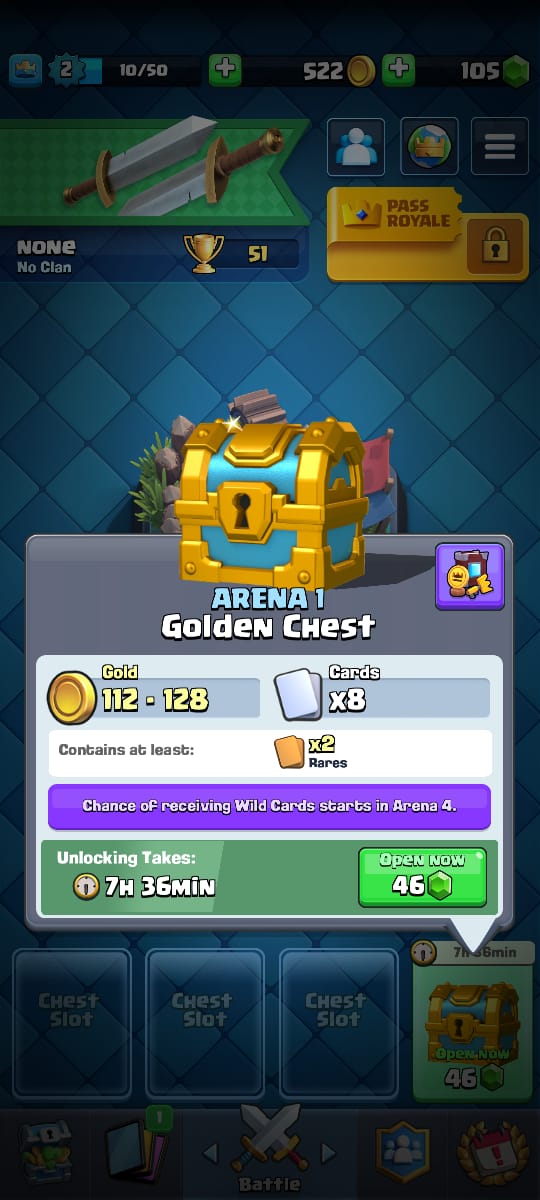 2
10/50
522
105
PASS
ROYALE
NONE
No Clan
51
ARENA 1
Golden Chest
Gold
112 - 128
Cards
x8
Contains at least:
x2
Rares
Chance of receiving Wild Cards starts in Arena 4.
Unlocking Takes:
7H 36MIN
Open now
46
7h 36min
Chest
Slot
Chest
Slot
Chest
Slot
Open now
46
1
Battle